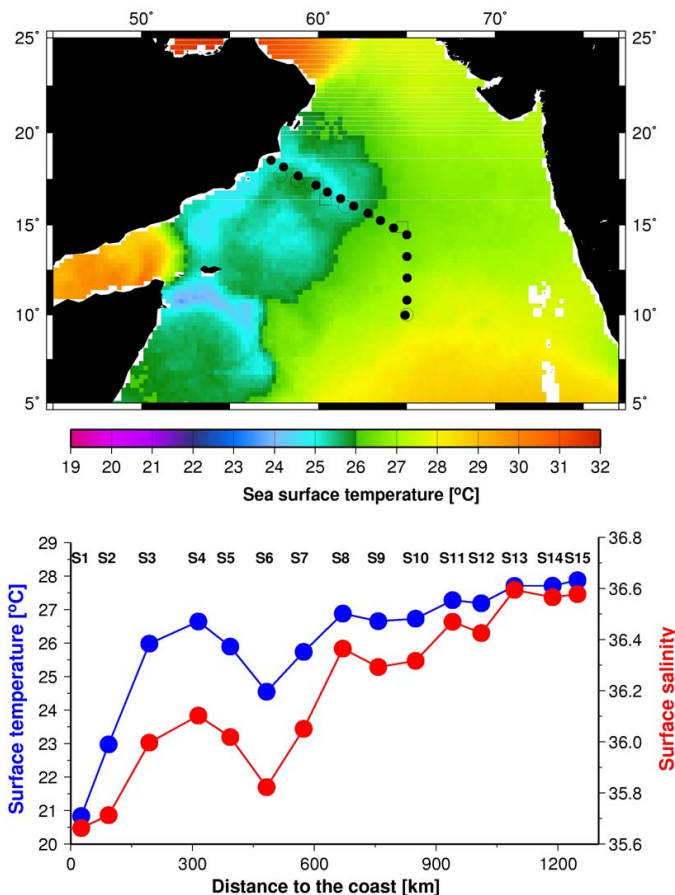 50° 60° 70°
25° 25°
20° 20°
15° 15°
10° 10°
5° 5°
19 20 21 22 23 24 25 26 27 28 29 30 31 32
Sea surface temperature [ºC]
29 36.8
S1 S2 S3 S4 S5 S6 S7 S8 S9 S10 S11 S12 S13 S14 S15
28
27 36.6
26 36.4
25 36.2
24
23 36.0
22 35.8
21
20 35.6
Surface temperature [ºC]
Surface salinity
0 300 600 900 1200
Distance to the coast [km]